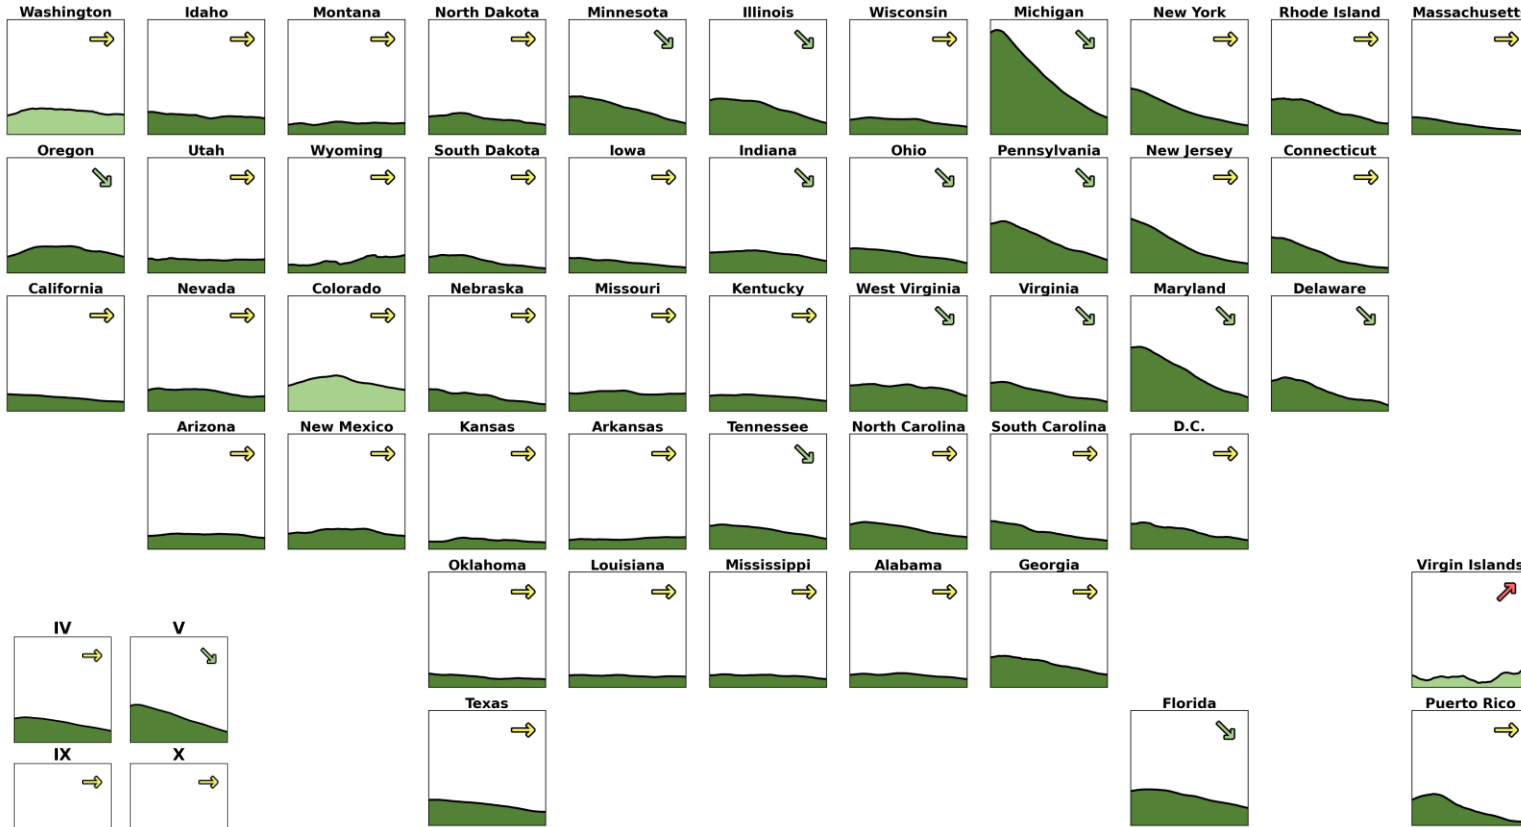 Washington Idaho Montana North Dakota Minnesota Illinois Wisconsin Michigan New York Rhode Island Massachusett
Oregon Utah Wyoming South Dakota Iowa Indiana Ohio Pennsylvania New Jersey Connecticut
California Nevada Colorado Nebraska Missouri Kentucky West Virginia Virginia Maryland Delaware
Arizona New Mexico Kansas Arkansas Tennessee North Carolina South Carolina D.C.
Oklahoma Louisiana Mississippi Alabama Georgia Virgin Islands
IV V
Texas Florida Puerto Rico
IX X